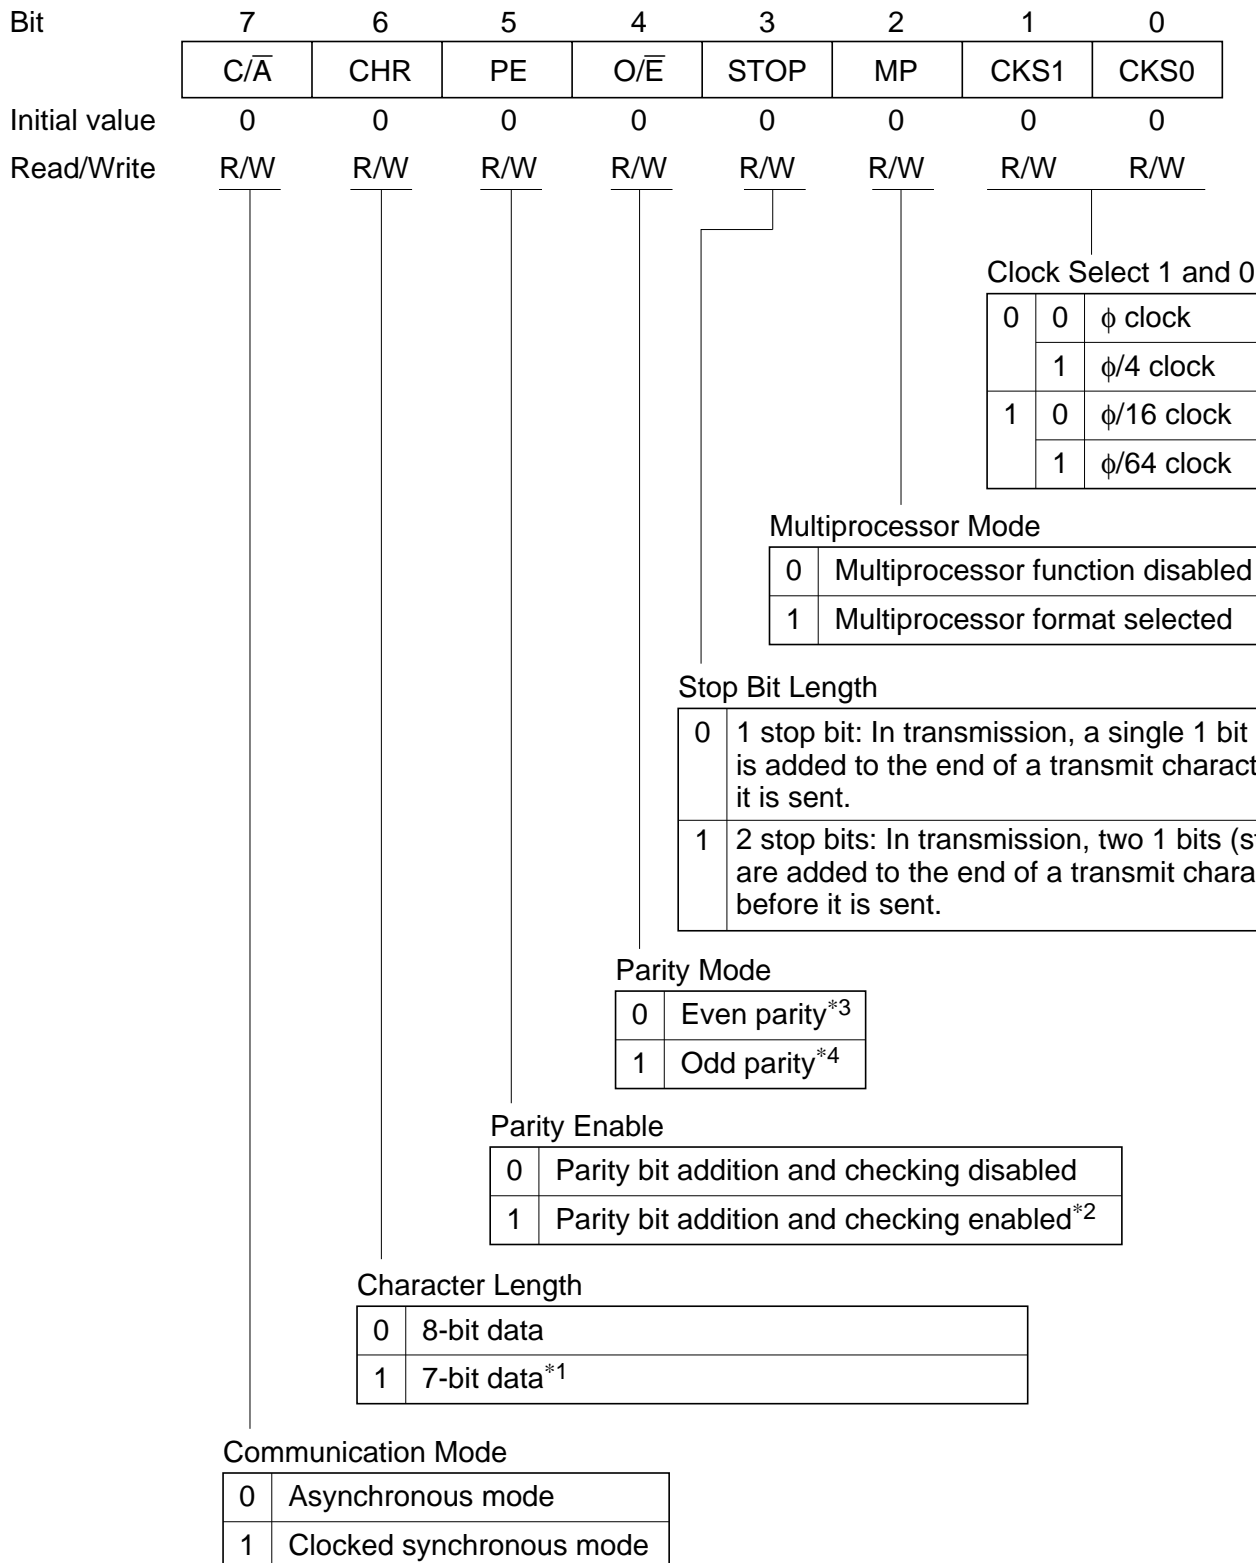 Bit 7 6 5 4 3 2 1 0
C/A̅ CHR PE O/E̅ STOP MP CKS1 CKS0
Initial value 0 0 0 0 0 0 0 0
Read/Write R/W R/W R/W R/W R/W R/W R/W R/W
Clock Select 1 and 0
0 0 ϕ clock
1 ϕ/4 clock
1 0 ϕ/16 clock
1 ϕ/64 clock
Multiprocessor Mode
0 Multiprocessor function disabled
1 Multiprocessor format selected
Stop Bit Length
0 1 stop bit: In transmission, a single 1 bit
is added to the end of a transmit charact
it is sent.
1 2 stop bits: In transmission, two 1 bits (s
are added to the end of a transmit chara
before it is sent.
Parity Mode
0 Even parity*3
1 Odd parity*4
Parity Enable
0 Parity bit addition and checking disabled
1 Parity bit addition and checking enabled*2
Character Length
0 8-bit data
1 7-bit data*1
Communication Mode
0 Asynchronous mode
1 Clocked synchronous mode